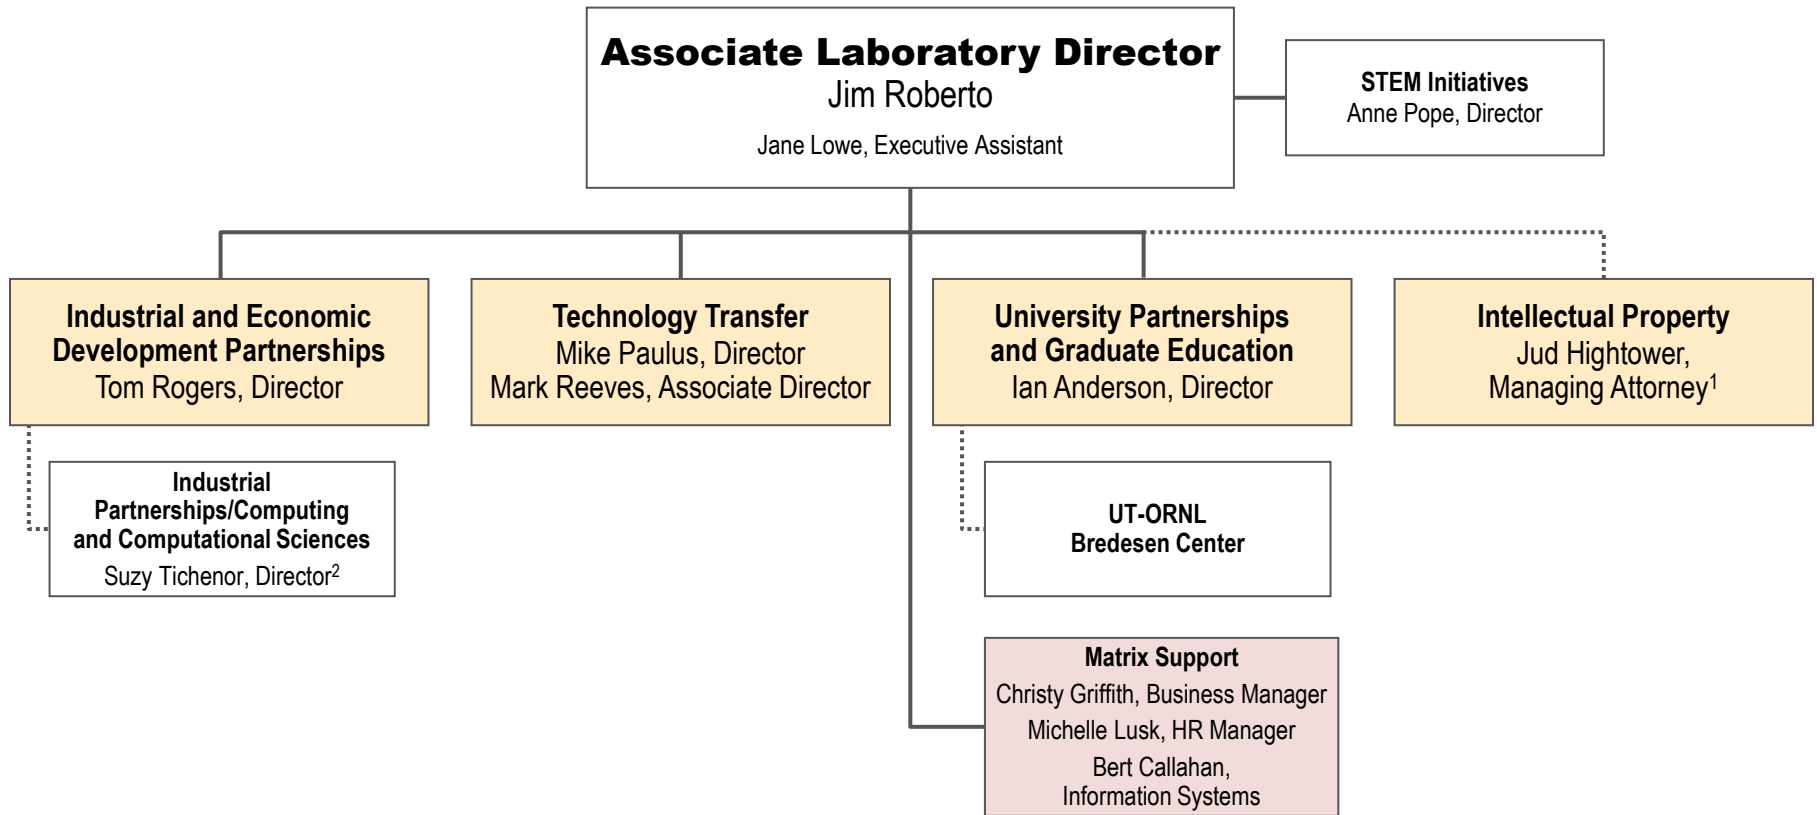 Associate Laboratory Director
Jim Roberto
Jane Lowe, Executive Assistant
STEM Initiatives
Anne Pope, Director
Industrial and Economic
Development Partnerships
Tom Rogers, Director
Technology Transfer
Mike Paulus, Director
Mark Reeves, Associate Director
University Partnerships
and Graduate Education
Ian Anderson, Director
Intellectual Property
Jud Hightower,
Managing Attorney¹
Industrial
Partnerships/Computing
and Computational Sciences
Suzy Tichenor, Director²
UT-ORNL
Bredesen Center
Matrix Support
Christy Griffith, Business Manager
Michelle Lusk, HR Manager
Bert Callahan,
Information Systems